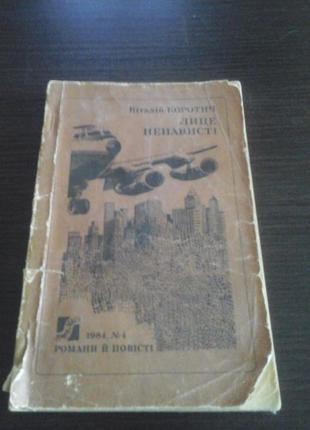 Віталій КОРОТИЧ
ЛИЦЕ
НЕНАВИСТІ
1984, №4
РОМАНИ Й ПОВІСТІ